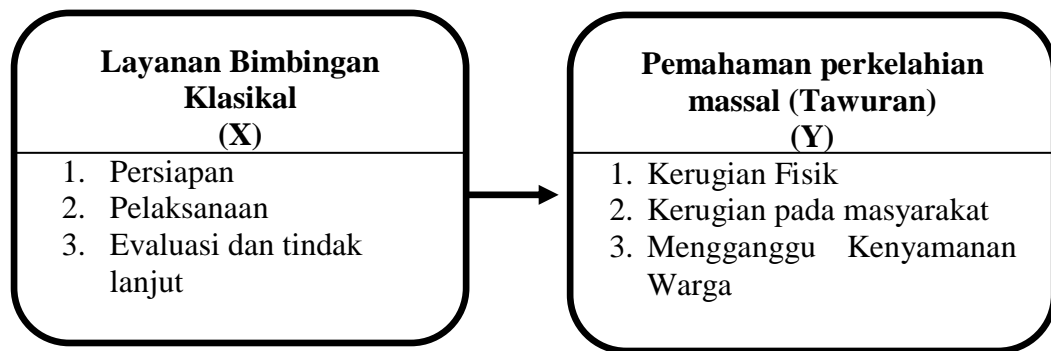 Layanan Bimbingan
Klasikal
(X)
1. Persiapan
2. Pelaksanaan
3. Evaluasi dan tindak
lanjut
Pemahaman perkelahian
massal (Tawuran)
(Y)
1. Kerugian Fisik
2. Kerugian pada masyarakat
3. Mengganggu Kenyamanan
Warga